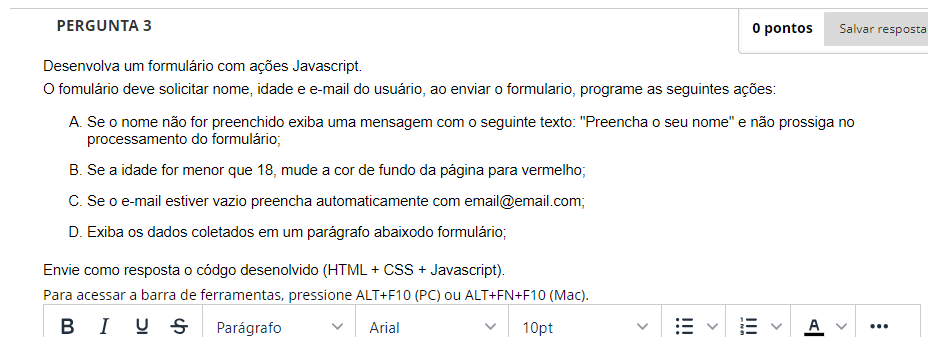 PERGUNTA 3
0 pontos
Salvar resposta
Desenvolva um formulário com ações Javascript.
O fomulário deve solicitar nome, idade e e-mail do usuário, ao enviar o formulario, programe as seguintes ações:
A. Se o nome não for preenchido exiba uma mensagem com o seguinte texto: "Preencha o seu nome" e não prossiga no
processamento do formulário;
B. Se a idade for menor que 18, mude a cor de fundo da página para vermelho;
C. Se o e-mail estiver vazio preencha automaticamente com email@email.com;
D. Exiba os dados coletados em um parágrafo abaixodo formulário;
Envie como resposta o códgo desenolvido (HTML + CSS + Javascript).
Para acessar a barra de ferramentas, pressione ALT+F10 (PC) ou ALT+FN+F10 (Mac).
B I U S Parágrafo Arial 10pt A